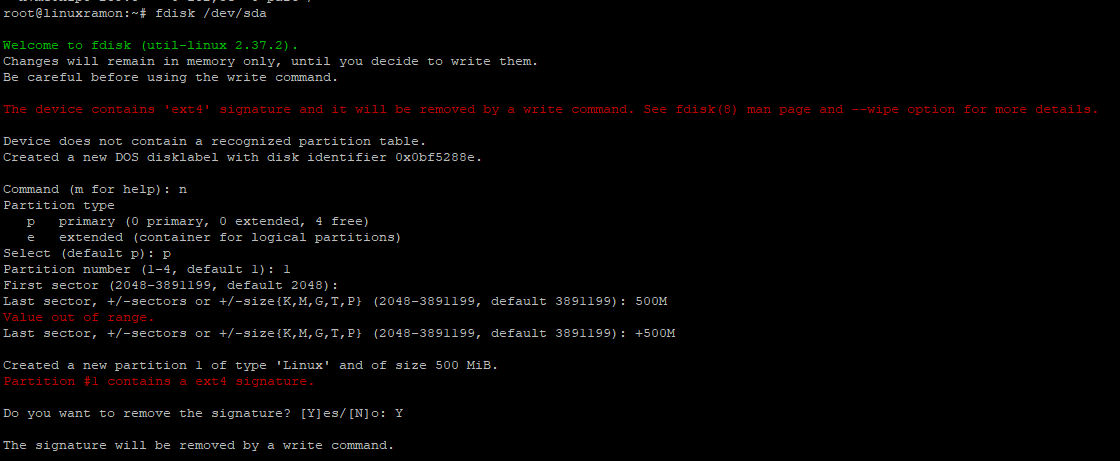 root@linuxramon:~# fdisk /dev/sda
Welcome to fdisk (util-linux 2.37.2).
Changes will remain in memory only, until you decide to write them.
Be careful before using the write command.
The device contains 'ext4' signature and it will be removed by a write command. See fdisk(8) man page and --wipe option for more details.
Device does not contain a recognized partition table.
Created a new DOS disklabel with disk identifier 0x0bf5288e.
Command (m for help): n
Partition type
   p   primary (0 primary, 0 extended, 4 free)
   e   extended (container for logical partitions)
Select (default p): p
Partition number (1-4, default 1): 1
First sector (2048-3891199, default 2048):
Last sector, +/-sectors or +/-size{K,M,G,T,P} (2048-3891199, default 3891199): 500M
Value out of range.
Last sector, +/-sectors or +/-size{K,M,G,T,P} (2048-3891199, default 3891199): +500M
Created a new partition 1 of type 'Linux' and of size 500 MiB.
Partition #1 contains a ext4 signature.
Do you want to remove the signature? [Y]es/[N]o: Y
The signature will be removed by a write command.